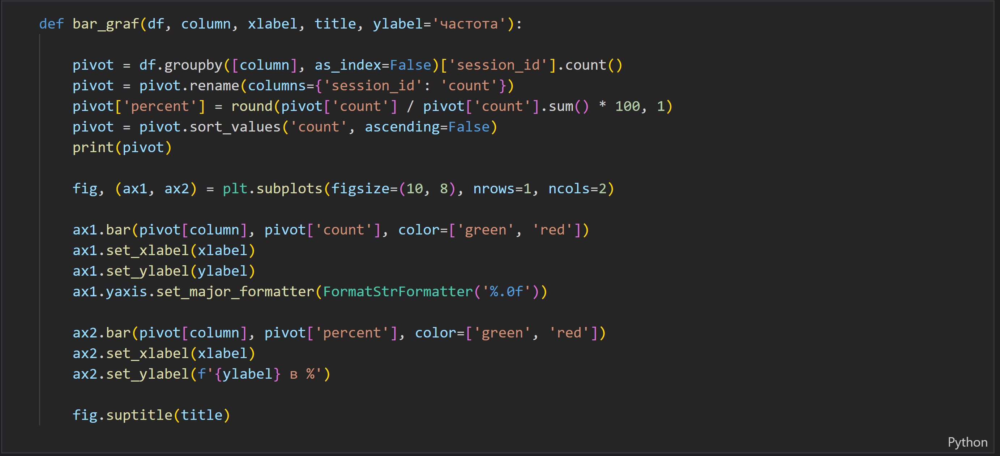 def bar_graf(df, column, xlabel, title, ylabel='частота'):
    pivot = df.groupby([column], as_index=False)['session_id'].count()
    pivot = pivot.rename(columns={'session_id': 'count'})
    pivot['percent'] = round(pivot['count'] / pivot['count'].sum() * 100, 1)
    pivot = pivot.sort_values('count', ascending=False)
    print(pivot)
    fig, (ax1, ax2) = plt.subplots(figsize=(10, 8), nrows=1, ncols=2)
    ax1.bar(pivot[column], pivot['count'], color=['green', 'red'])
    ax1.set_xlabel(xlabel)
    ax1.set_ylabel(ylabel)
    ax1.yaxis.set_major_formatter(FormatStrFormatter('%.0f'))
    ax2.bar(pivot[column], pivot['percent'], color=['green', 'red'])
    ax2.set_xlabel(xlabel)
    ax2.set_ylabel(f'{ylabel} в %')
    fig.suptitle(title)
Python